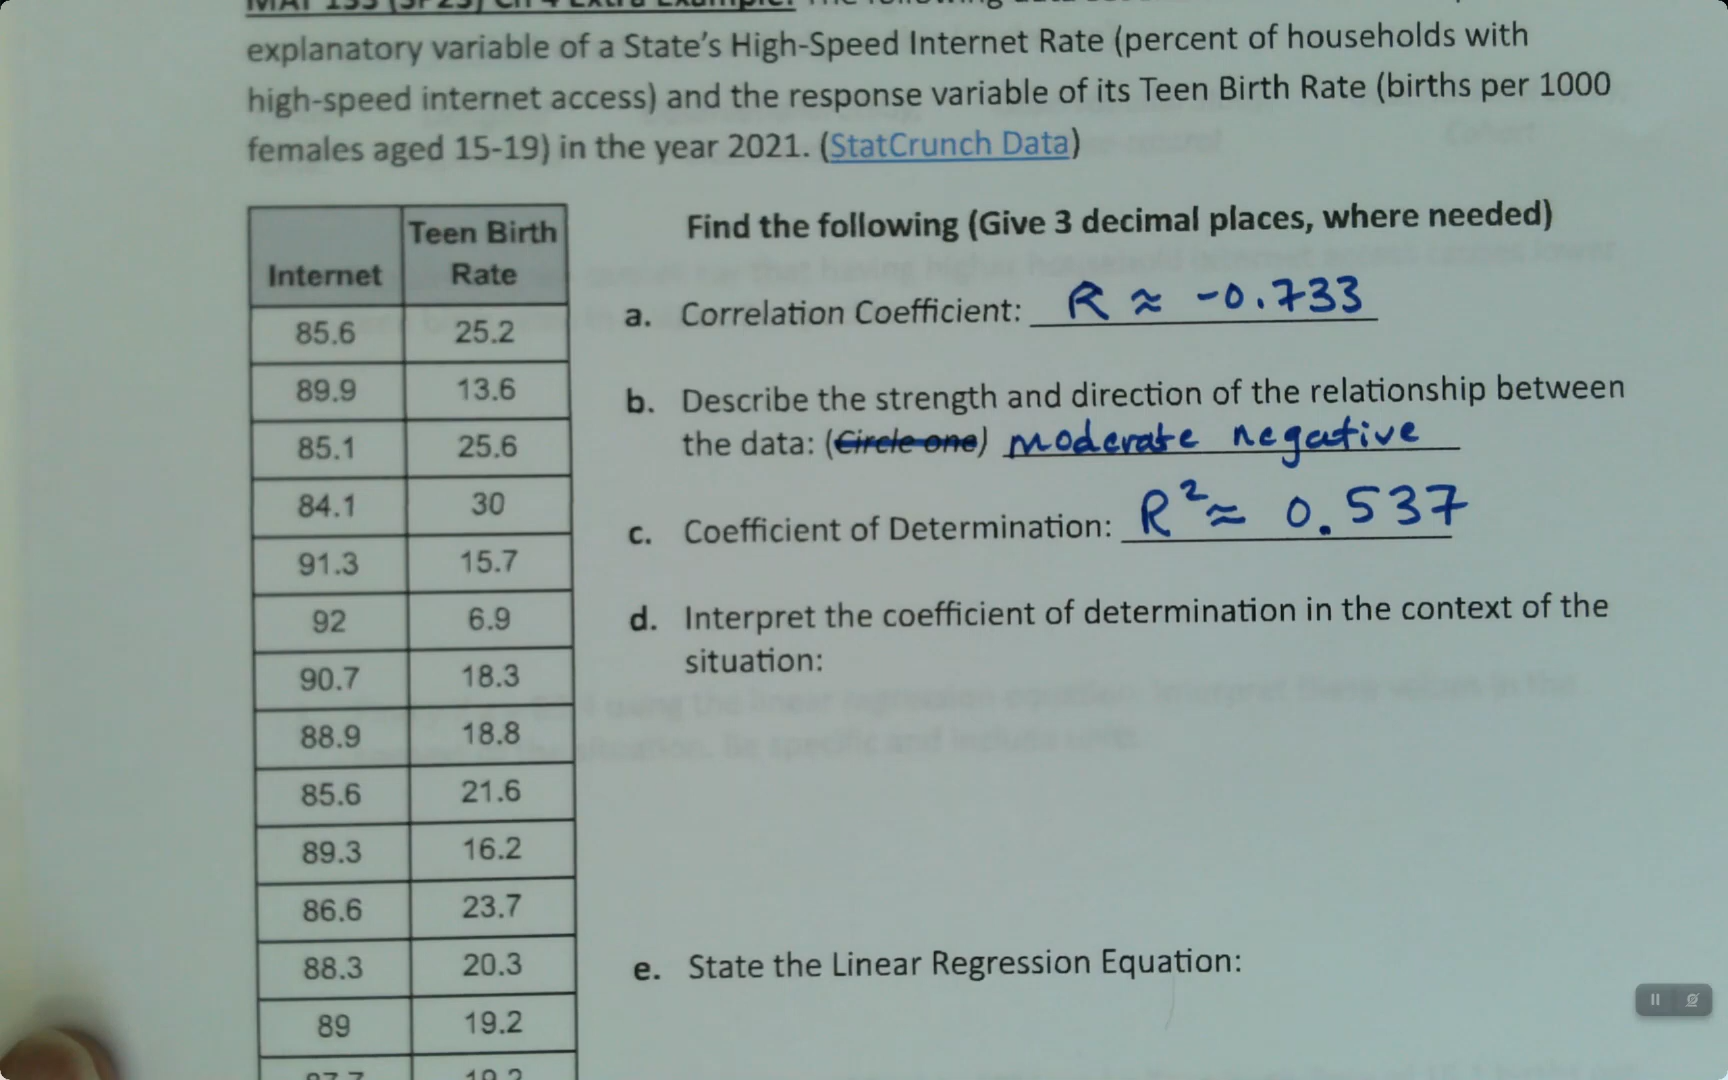 explanatory variable of a State's High-Speed Internet Rate (percent of households with
high-speed internet access) and the response variable of its Teen Birth Rate (births per 1000
females aged 15-19) in the year 2021. (StatCrunch Data)
Internet Teen Birth Rate
85.6 25.2
89.9 13.6
85.1 25.6
84.1 30
91.3 15.7
92 6.9
90.7 18.3
88.9 18.8
85.6 21.6
89.3 16.2
86.6 23.7
88.3 20.3
89 19.2
Find the following (Give 3 decimal places, where needed)
a. Correlation Coefficient: R ≈ -0.733
b. Describe the strength and direction of the relationship between
the data: (Circle one) moderate negative
c. Coefficient of Determination: R² ≈ 0.537
d. Interpret the coefficient of determination in the context of the
situation:
e. State the Linear Regression Equation: